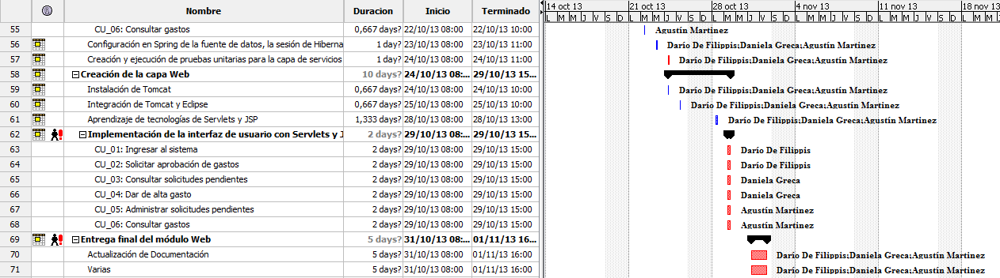 Nombre Duracion Inicio Terminado 14 oct 13 21 oct 13 28 oct 13 4 nov 13 11 nov 13 18 nov 13
L M M J V S D L M M J V S D L M M J V S D L M M J V S D L M M J V S D L M M J
55 CU_06: Consultar gastos 0,667 days? 22/10/13 08:00 22/10/13 10:00 Agustín Martinez
56 Configuración en Spring de la fuente de datos, la sesión de Hiberna 1 day? 23/10/13 08:00 23/10/13 11:00 Darío De Filippis;Daniela Greca;Agustín Martinez
57 Creación y ejecución de pruebas unitarias para la capa de servicios 1 day? 24/10/13 08:00 24/10/13 11:00 Darío De Filippis;Daniela Greca;Agustín Martinez
58 Creación de la capa Web 10 days? 24/10/13 08:... 29/10/13 15...
59 Instalación de Tomcat 0,667 days? 24/10/13 08:00 24/10/13 10:00 Darío De Filippis;Daniela Greca;Agustín Martinez
60 Integración de Tomcat y Eclipse 0,667 days? 25/10/13 08:00 25/10/13 10:00 Darío De Filippis;Daniela Greca;Agustín Martinez
61 Aprendizaje de tecnologías de Servlets y JSP 1,333 days? 28/10/13 08:00 28/10/13 13:00 Darío De Filippis;Daniela Greca;Agustín Martinez
62 Implementación de la interfaz de usuario con Servlets y J 2 days? 29/10/13 08:... 29/10/13 15...
63 CU_01: Ingresar al sistema 2 days? 29/10/13 08:00 29/10/13 15:00 Darío De Filippis
64 CU_02: Solicitar aprobación de gastos 2 days? 29/10/13 08:00 29/10/13 15:00 Darío De Filippis
65 CU_03: Consultar solicitudes pendientes 2 days? 29/10/13 08:00 29/10/13 15:00 Daniela Greca
66 CU_04: Dar de alta gasto 2 days? 29/10/13 08:00 29/10/13 15:00 Daniela Greca
67 CU_05: Administrar solicitudes pendientes 2 days? 29/10/13 08:00 29/10/13 15:00 Agustín Martinez
68 CU_06: Consultar gastos 2 days? 29/10/13 08:00 29/10/13 15:00 Agustín Martinez
69 Entrega final del módulo Web 5 days? 31/10/13 08:... 01/11/13 16...
70 Actualización de Documentación 5 days? 31/10/13 08:00 01/11/13 16:00 Darío De Filippis;Daniela Greca;Agustín Martinez
71 Varias 5 days? 31/10/13 08:00 01/11/13 16:00 Darío De Filippis;Daniela Greca;Agustín Martinez